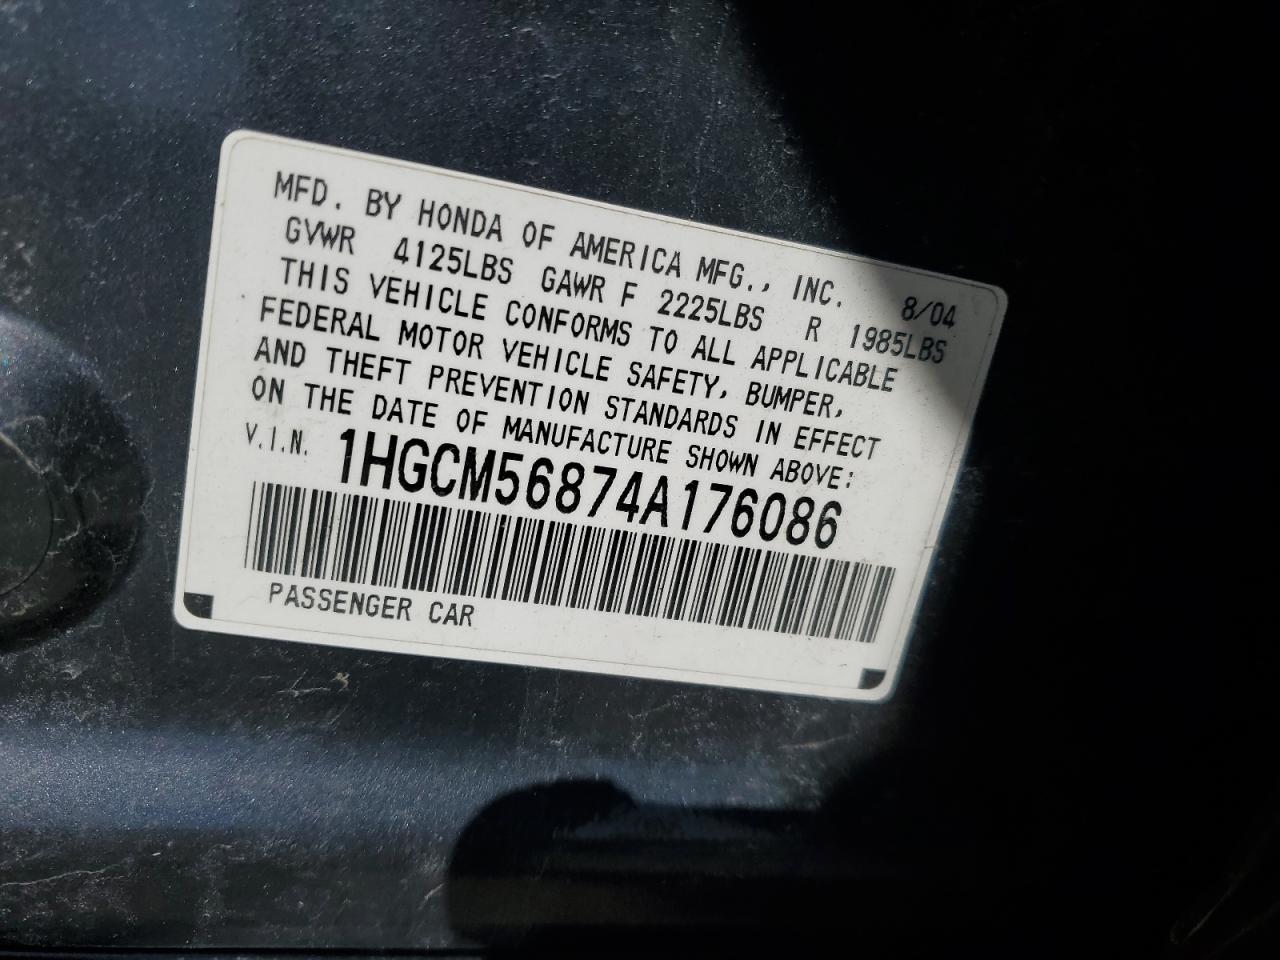 MFD. BY HONDA OF AMERICA MFG., INC. 8/04
GVWR 4125LBS GAWR F 2225LBS R 1985LBS
THIS VEHICLE CONFORMS TO ALL APPLICABLE
FEDERAL MOTOR VEHICLE SAFETY, BUMPER,
AND THEFT PREVENTION STANDARDS IN EFFECT
ON THE DATE OF MANUFACTURE SHOWN ABOVE:
V.I.N. 1HGCM56874A176086
PASSENGER CAR